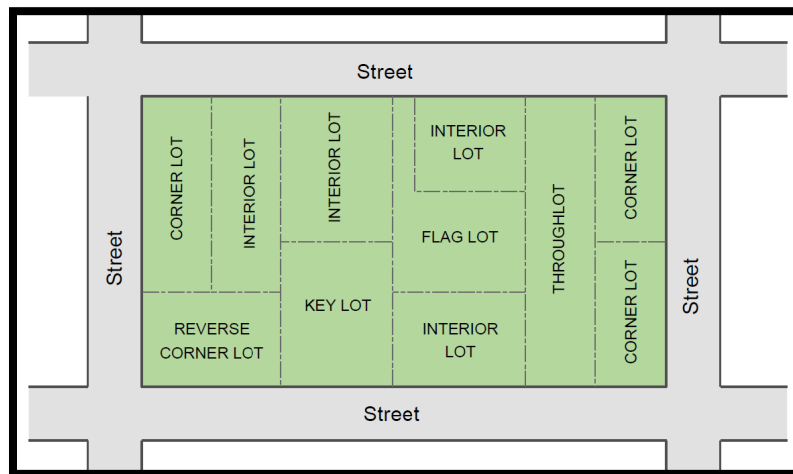 Street
CORNER LOT
INTERIOR LOT
INTERIOR LOT
INTERIOR
LOT
THROUGHLOT
CORNER LOT
FLAG LOT
Street
Street
REVERSE
CORNER LOT
KEY LOT
INTERIOR
LOT
CORNER LOT
Street